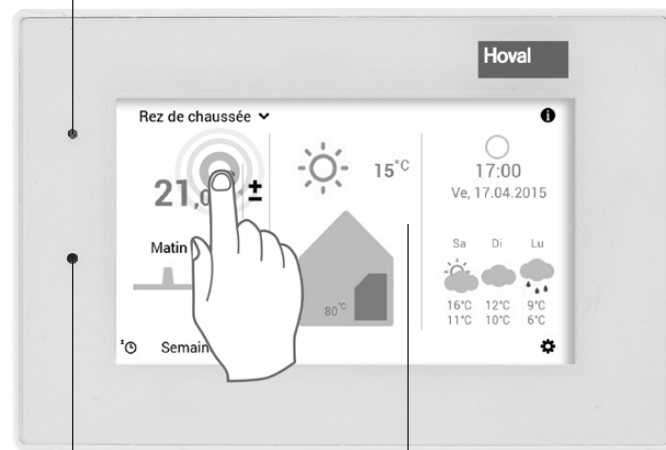 Hoval
Rez de chaussée
21,0
±
15°C
17:00
Ve, 17.04.2015
Matin
80°C
Sa Di Lu
16°C 12°C 9°C
11°C 10°C 6°C